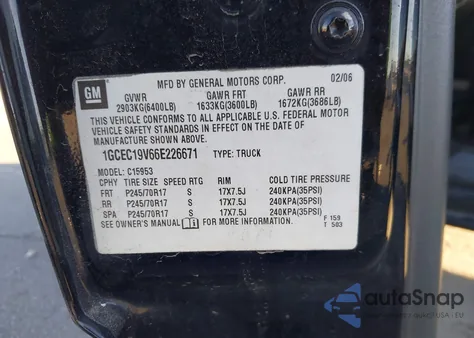 GM
MFD BY GENERAL MOTORS CORP. 02/06
GVWR GAWR FRT GAWR RR
2903KG(6400LB) 1633KG(3600LB) 1672KG(3686LB)
THIS VEHICLE CONFORMS TO ALL APPLICABLE U.S. FEDERAL MOTOR
VEHICLE SAFETY STANDARDS IN EFFECT ON THE DATE OF
MANUFACTURE SHOWN ABOVE.
1GCEC19V66E226671 TYPE: TRUCK
MODEL: C15953
CPHY TIRE SIZE SPEED RTG RIM COLD TIRE PRESSURE
FRT P245/70R17 S 17X7.5J 240KPA(35PSI)
RR P245/70R17 S 17X7.5J 240KPA(35PSI)
SPA P245/70R17 S 17X7.5J 240KPA(35PSI)
SEE OWNER'S MANUAL FOR MORE INFORMATION.
F 159
T 503
autoSnap